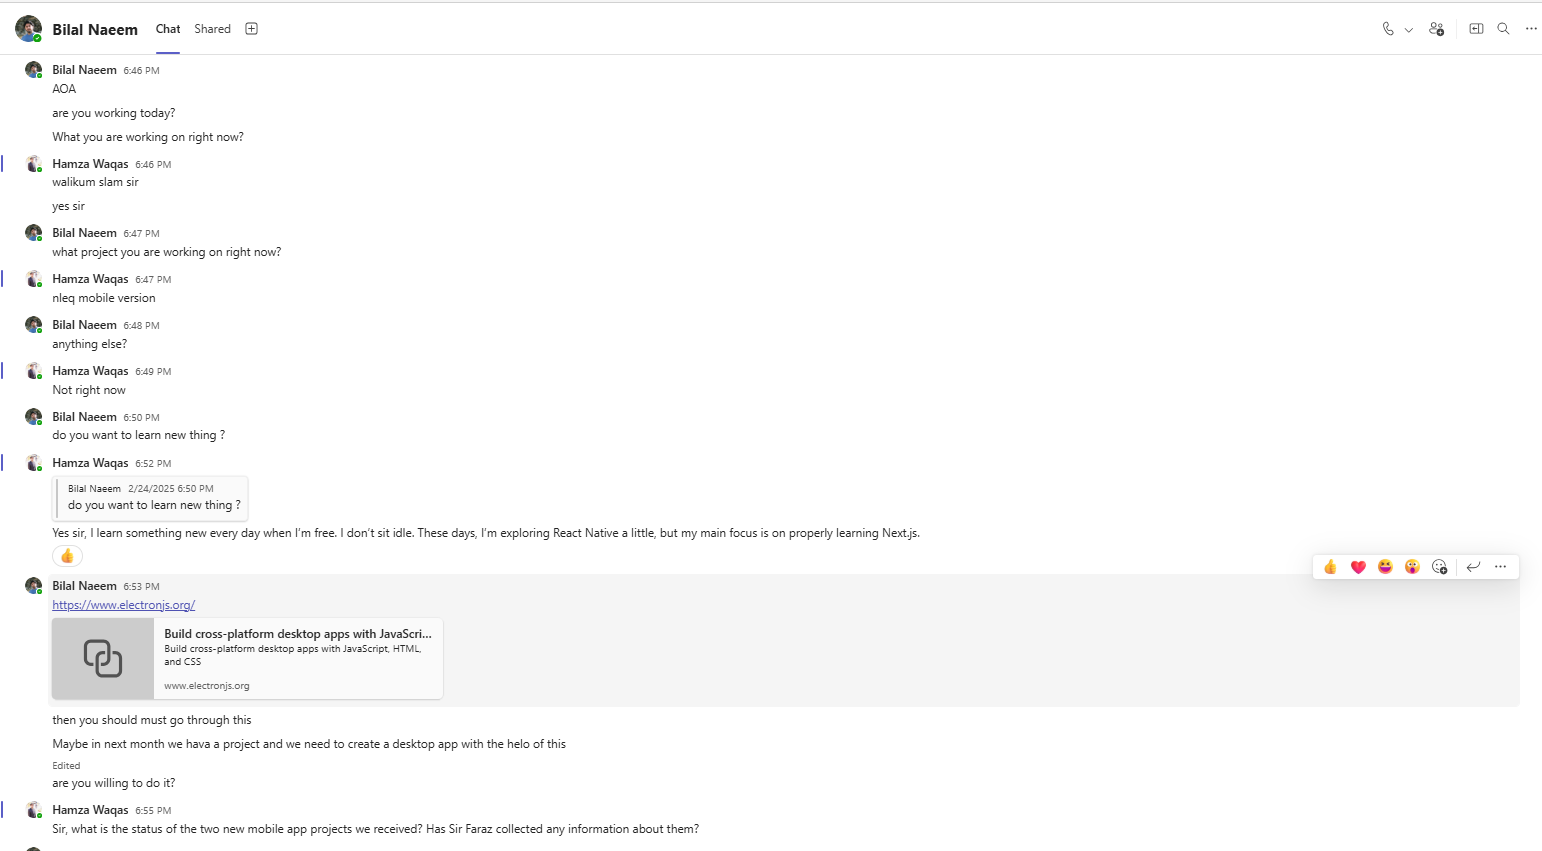 Bilal Naeem Chat Shared
Bilal Naeem 6:46 PM
AOA
are you working today?
What you are working on right now?
Hamza Waqas 6:46 PM
walikum slam sir
yes sir
Bilal Naeem 6:47 PM
what project you are working on right now?
Hamza Waqas 6:47 PM
nleq mobile version
Bilal Naeem 6:48 PM
anything else?
Hamza Waqas 6:49 PM
Not right now
Bilal Naeem 6:50 PM
do you want to learn new thing ?
Hamza Waqas 6:52 PM
Bilal Naeem 2/24/2025 6:50 PM
do you want to learn new thing ?
Yes sir, I learn something new every day when I’m free. I don’t sit idle. These days, I’m exploring React Native a little, but my main focus is on properly learning Next.js.
Bilal Naeem 6:53 PM
https://www.electronjs.org/
Build cross-platform desktop apps with JavaScri...
Build cross-platform desktop apps with JavaScript, HTML,
and CSS
www.electronjs.org
then you should must go through this
Maybe in next month we hava a project and we need to create a desktop app with the helo of this
Edited
are you willing to do it?
Hamza Waqas 6:55 PM
Sir, what is the status of the two new mobile app projects we received? Has Sir Faraz collected any information about them?